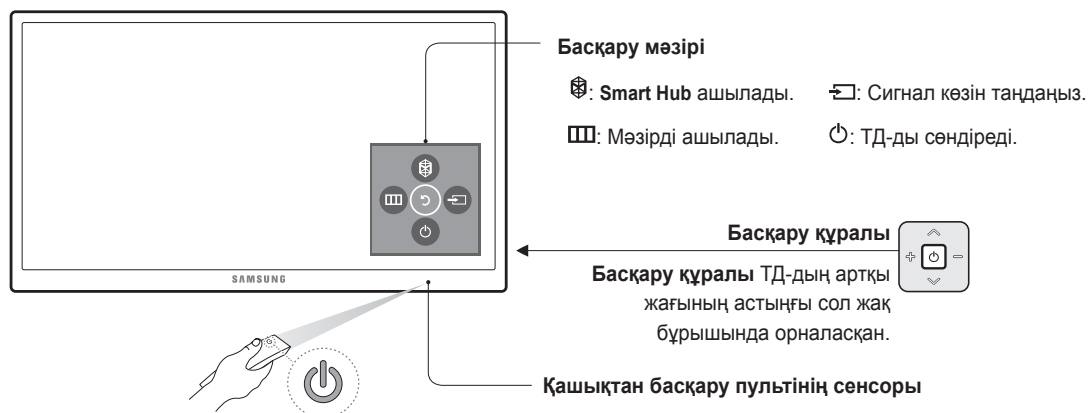 Басқару мәзірі
: Smart Hub ашылады.
: Сигнал көзін таңдаңыз.
: Мәзірді ашылады.
: ТД-ды сөндіреді.
Басқару құралы
Басқару құралы ТД-дың артқы
жағының астыңғы сол жақ
бұрышында орналасқан.
SAMSUNG
Қашықтан басқару пультінің сенсоры